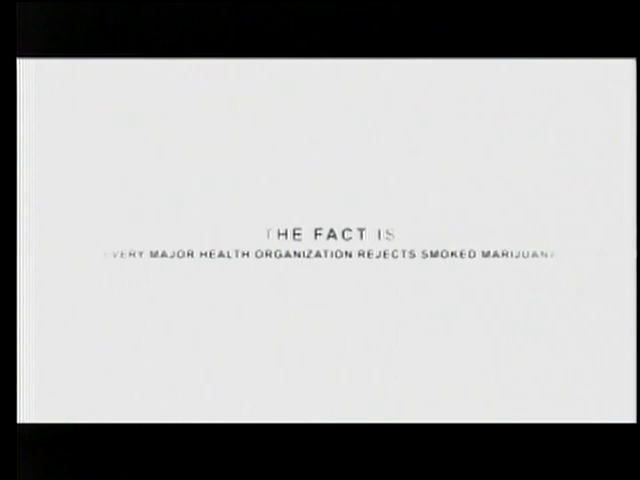 THE FACT IS
EVERY MAJOR HEALTH ORGANIZATION REJECTS SMOKED MARIJUANA